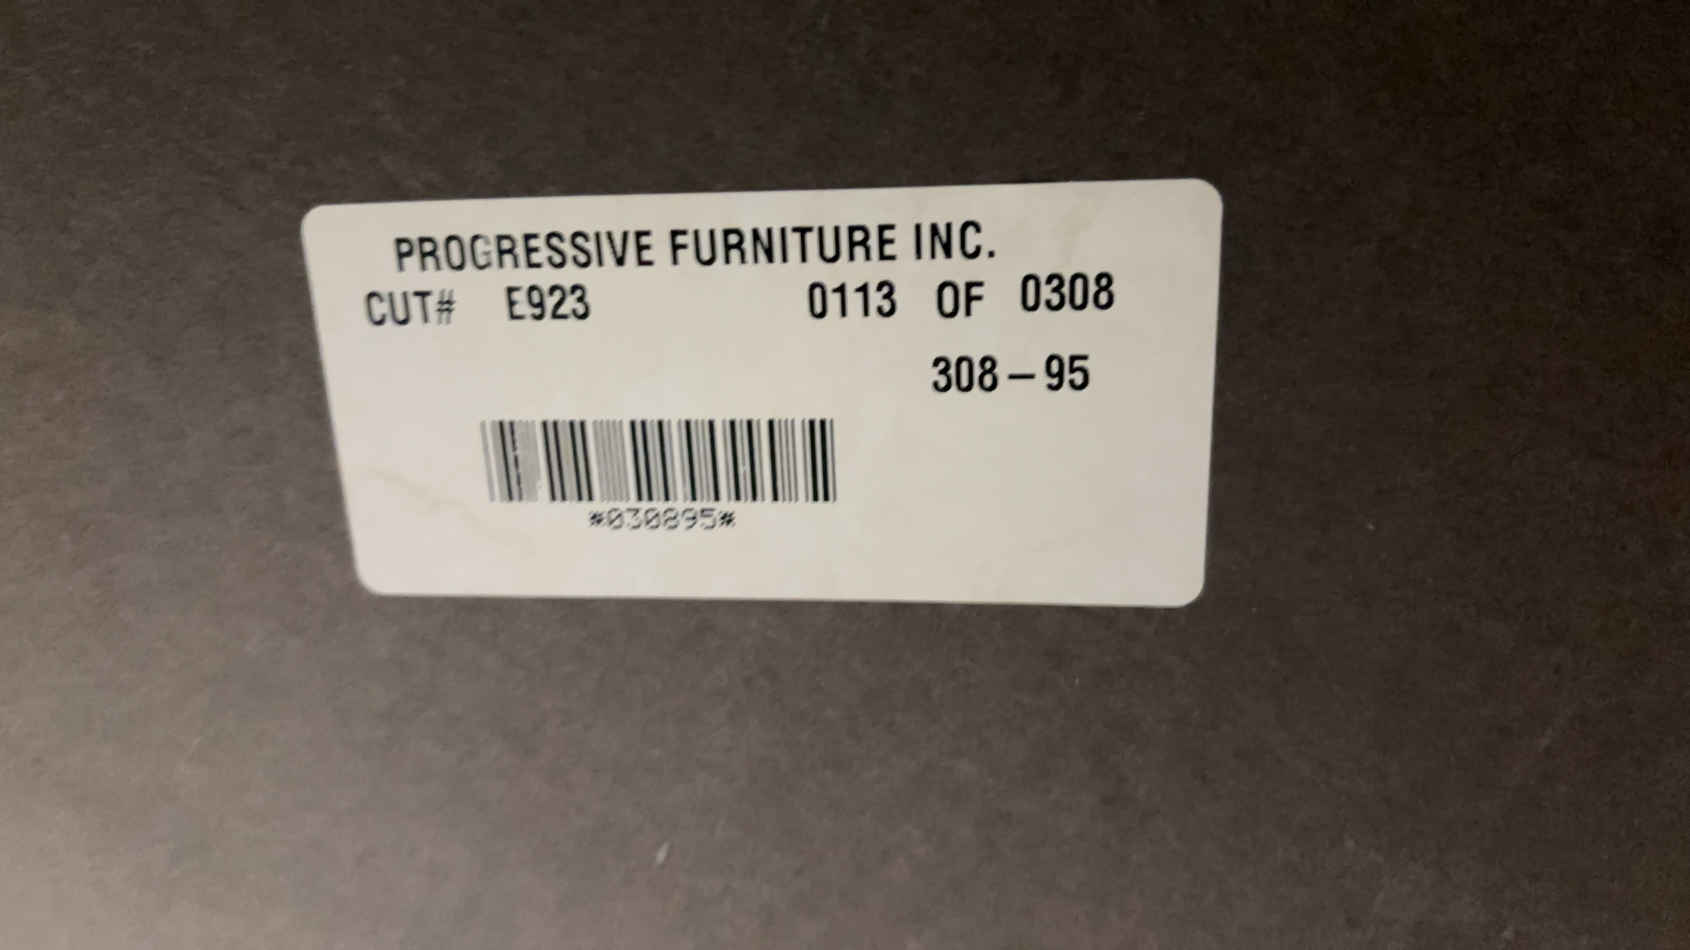 PROGRESSIVE FURNITURE INC.
CUT# E923 0113 OF 0308
308-95
*030895*